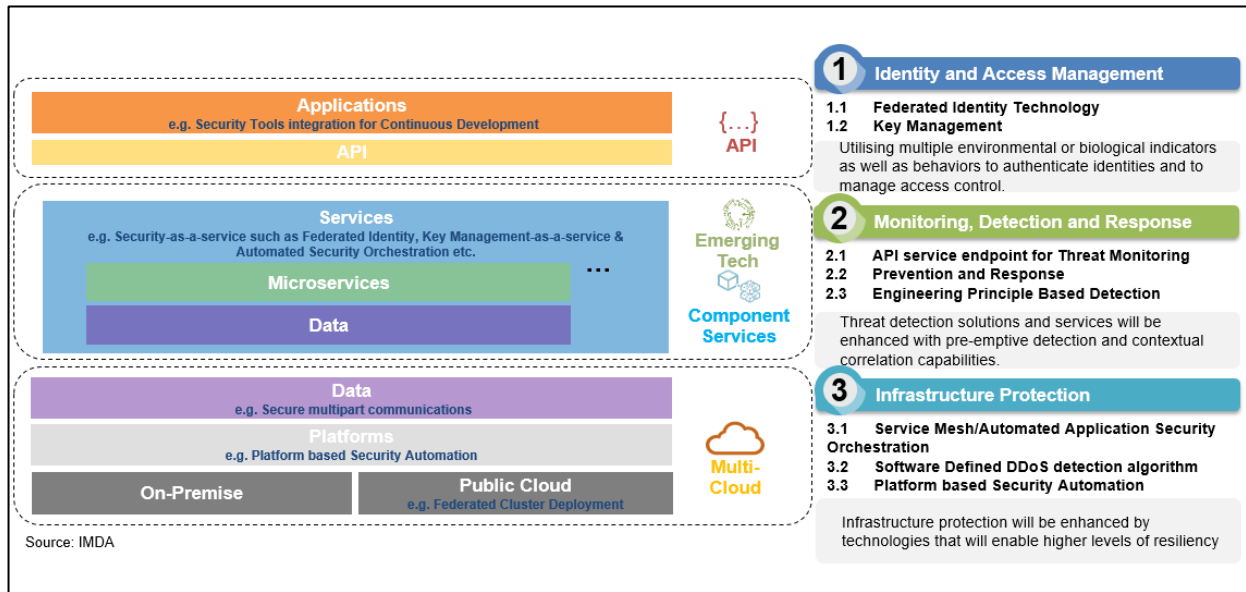 Applications
e.g. Security Tools integration for Continuous Development
API
{...}
API
Services
e.g. Security-as-a-service such as Federated Identity, Key Management-as-a-service &
Automated Security Orchestration etc.
...
Microservices
Data
Emerging
Tech
Component
Services
Data
e.g. Secure multipart communications
Platforms
e.g. Platform based Security Automation
On-Premise
Public Cloud
e.g. Federated Cluster Deployment
Multi-
Cloud
Source: IMDA
1 Identity and Access Management
1.1 Federated Identity Technology
1.2 Key Management
Utilising multiple environmental or biological indicators
as well as behaviors to authenticate identities and to
manage access control.
2 Monitoring, Detection and Response
2.1 API service endpoint for Threat Monitoring
2.2 Prevention and Response
2.3 Engineering Principle Based Detection
Threat detection solutions and services will be
enhanced with pre-emptive detection and contextual
correlation capabilities.
3 Infrastructure Protection
3.1 Service Mesh/Automated Application Security
Orchestration
3.2 Software Defined DDoS detection algorithm
3.3 Platform based Security Automation
Infrastructure protection will be enhanced by
technologies that will enable higher levels of resiliency